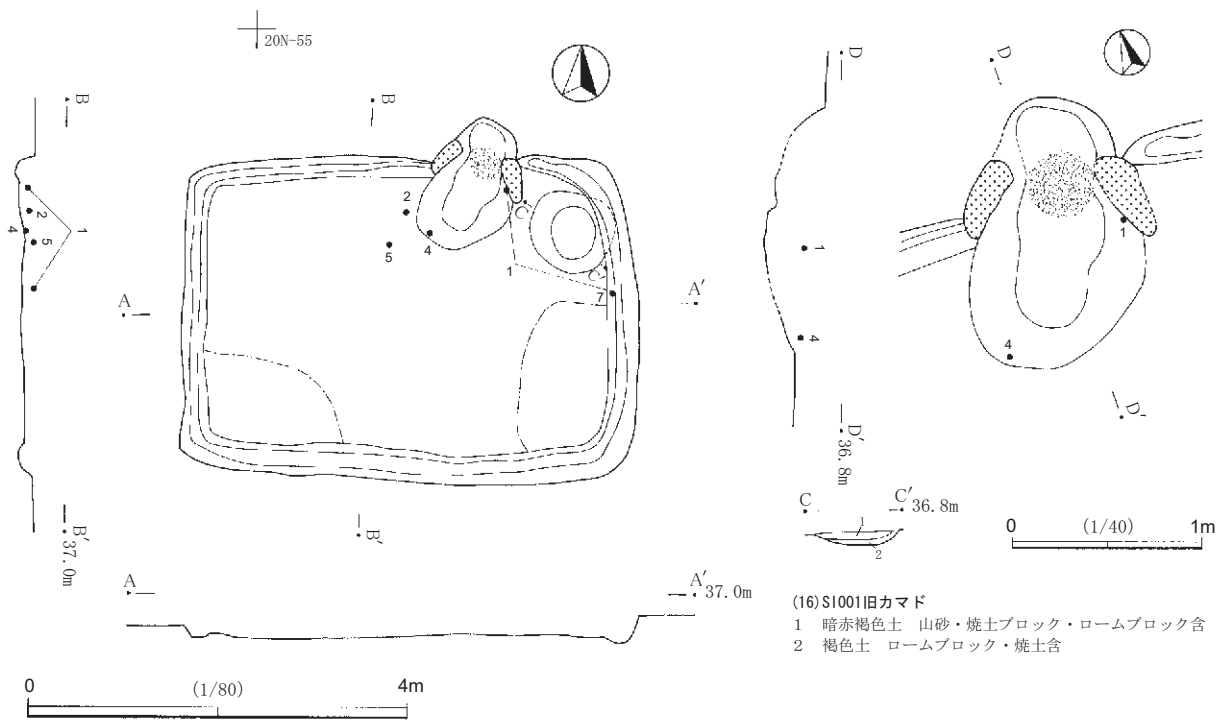 20N-55
B
B
2
4
5
1
2
5
4
C
1
C'
7
A
A'
B'
37.0m
B'
A
A'
37.0m
0
(1/80)
4m
D
D
1
4
1
4
D'
36.8m
D'
C
C'
36.8m
1
2
0
(1/40)
1m
(16)SI001旧カマド
1 暗赤褐色土 山砂・焼土ブロック・ロームブロック含
2 褐色土 ロームブロック・焼土含